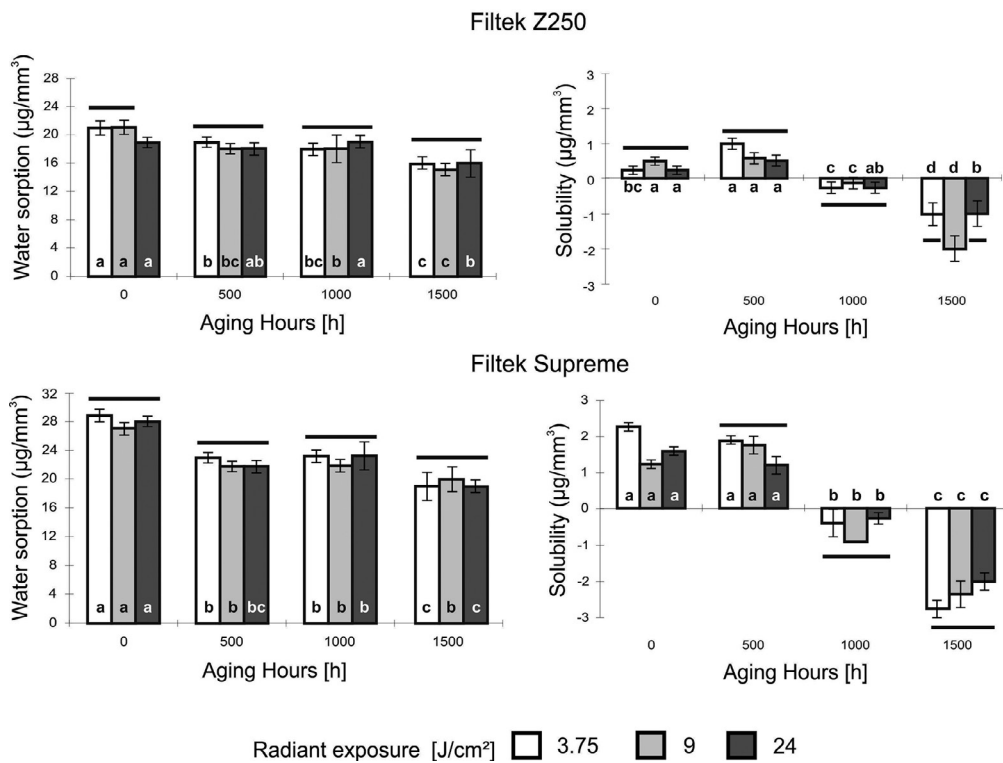 Filtek Z250
Water sorption (µg/mm³)
28
24
20
16
12
8
4
0
a a a
b bc ab
bc b a
c c b
0 500 1000 1500
Aging Hours [h]
Solubility (µg/mm³)
3
2
1
0
-1
-2
-3
bc a a
a a a
c c ab
d d b
0 500 1000 1500
Aging Hours [h]
Filtek Supreme
Water sorption (µg/mm³)
32
28
24
20
16
12
8
4
0
a a a
b b bc
b b b
c b c
0 500 1000 1500
Aging Hours [h]
Solubility (µg/mm³)
3
2
1
0
-1
-2
-3
a a a
a a a
b b b
c c c
0 500 1000 1500
Aging Hours [h]
Radiant exposure [J/cm²] 3.75 9 24